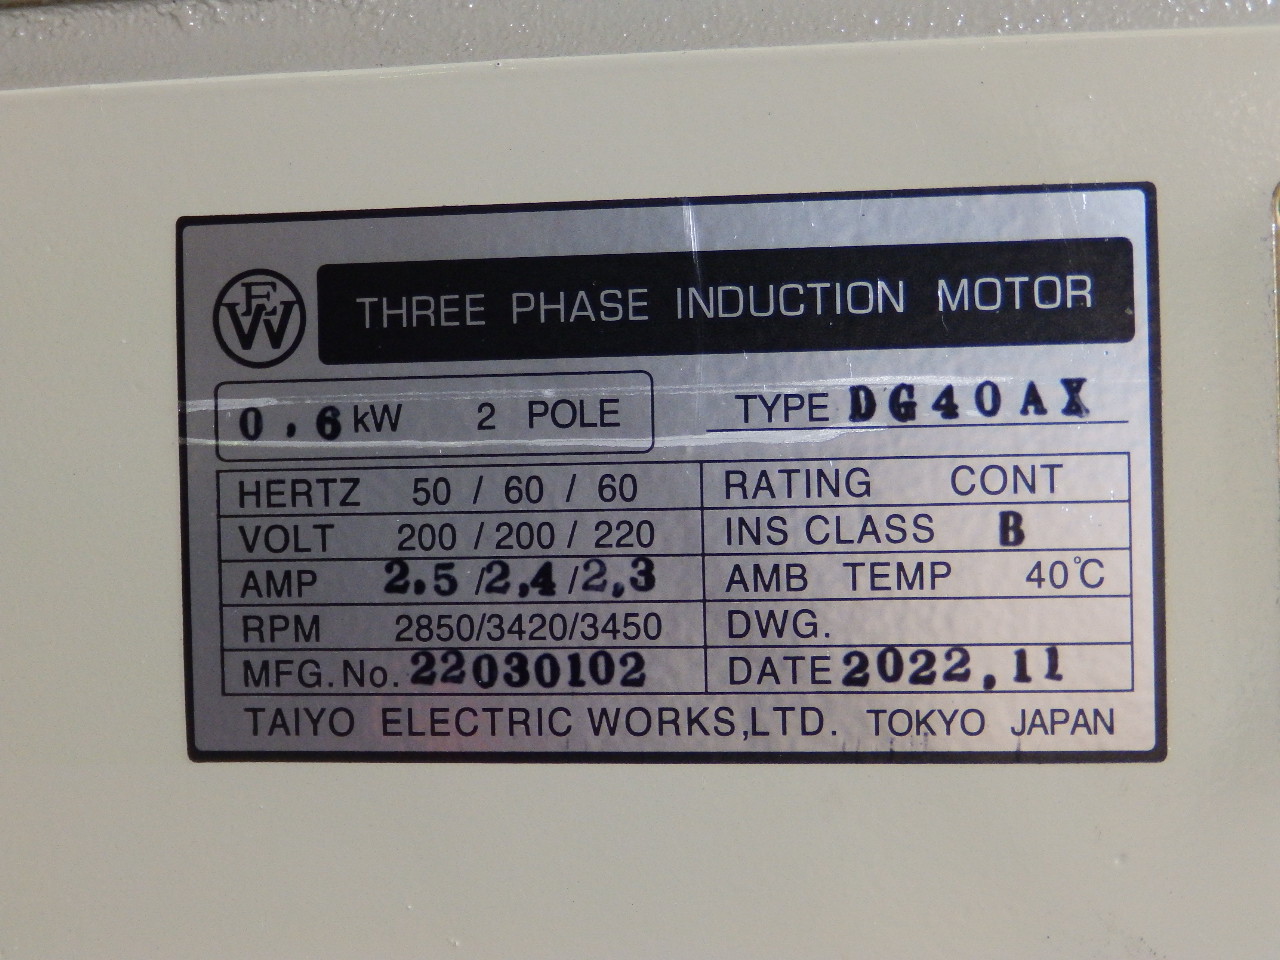 EW THREE PHASE INDUCTION MOTOR
0.6 kW 2 POLE TYPE DG40AX
HERTZ 50 / 60 / 60 RATING CONT
VOLT 200 / 200 / 220 INS CLASS B
AMP 2.5 /2,4 /2,3 AMB TEMP 40℃
RPM 2850/3420/3450 DWG.
MFG.No. 22030102 DATE 2022,11
TAIYO ELECTRIC WORKS,LTD. TOKYO JAPAN